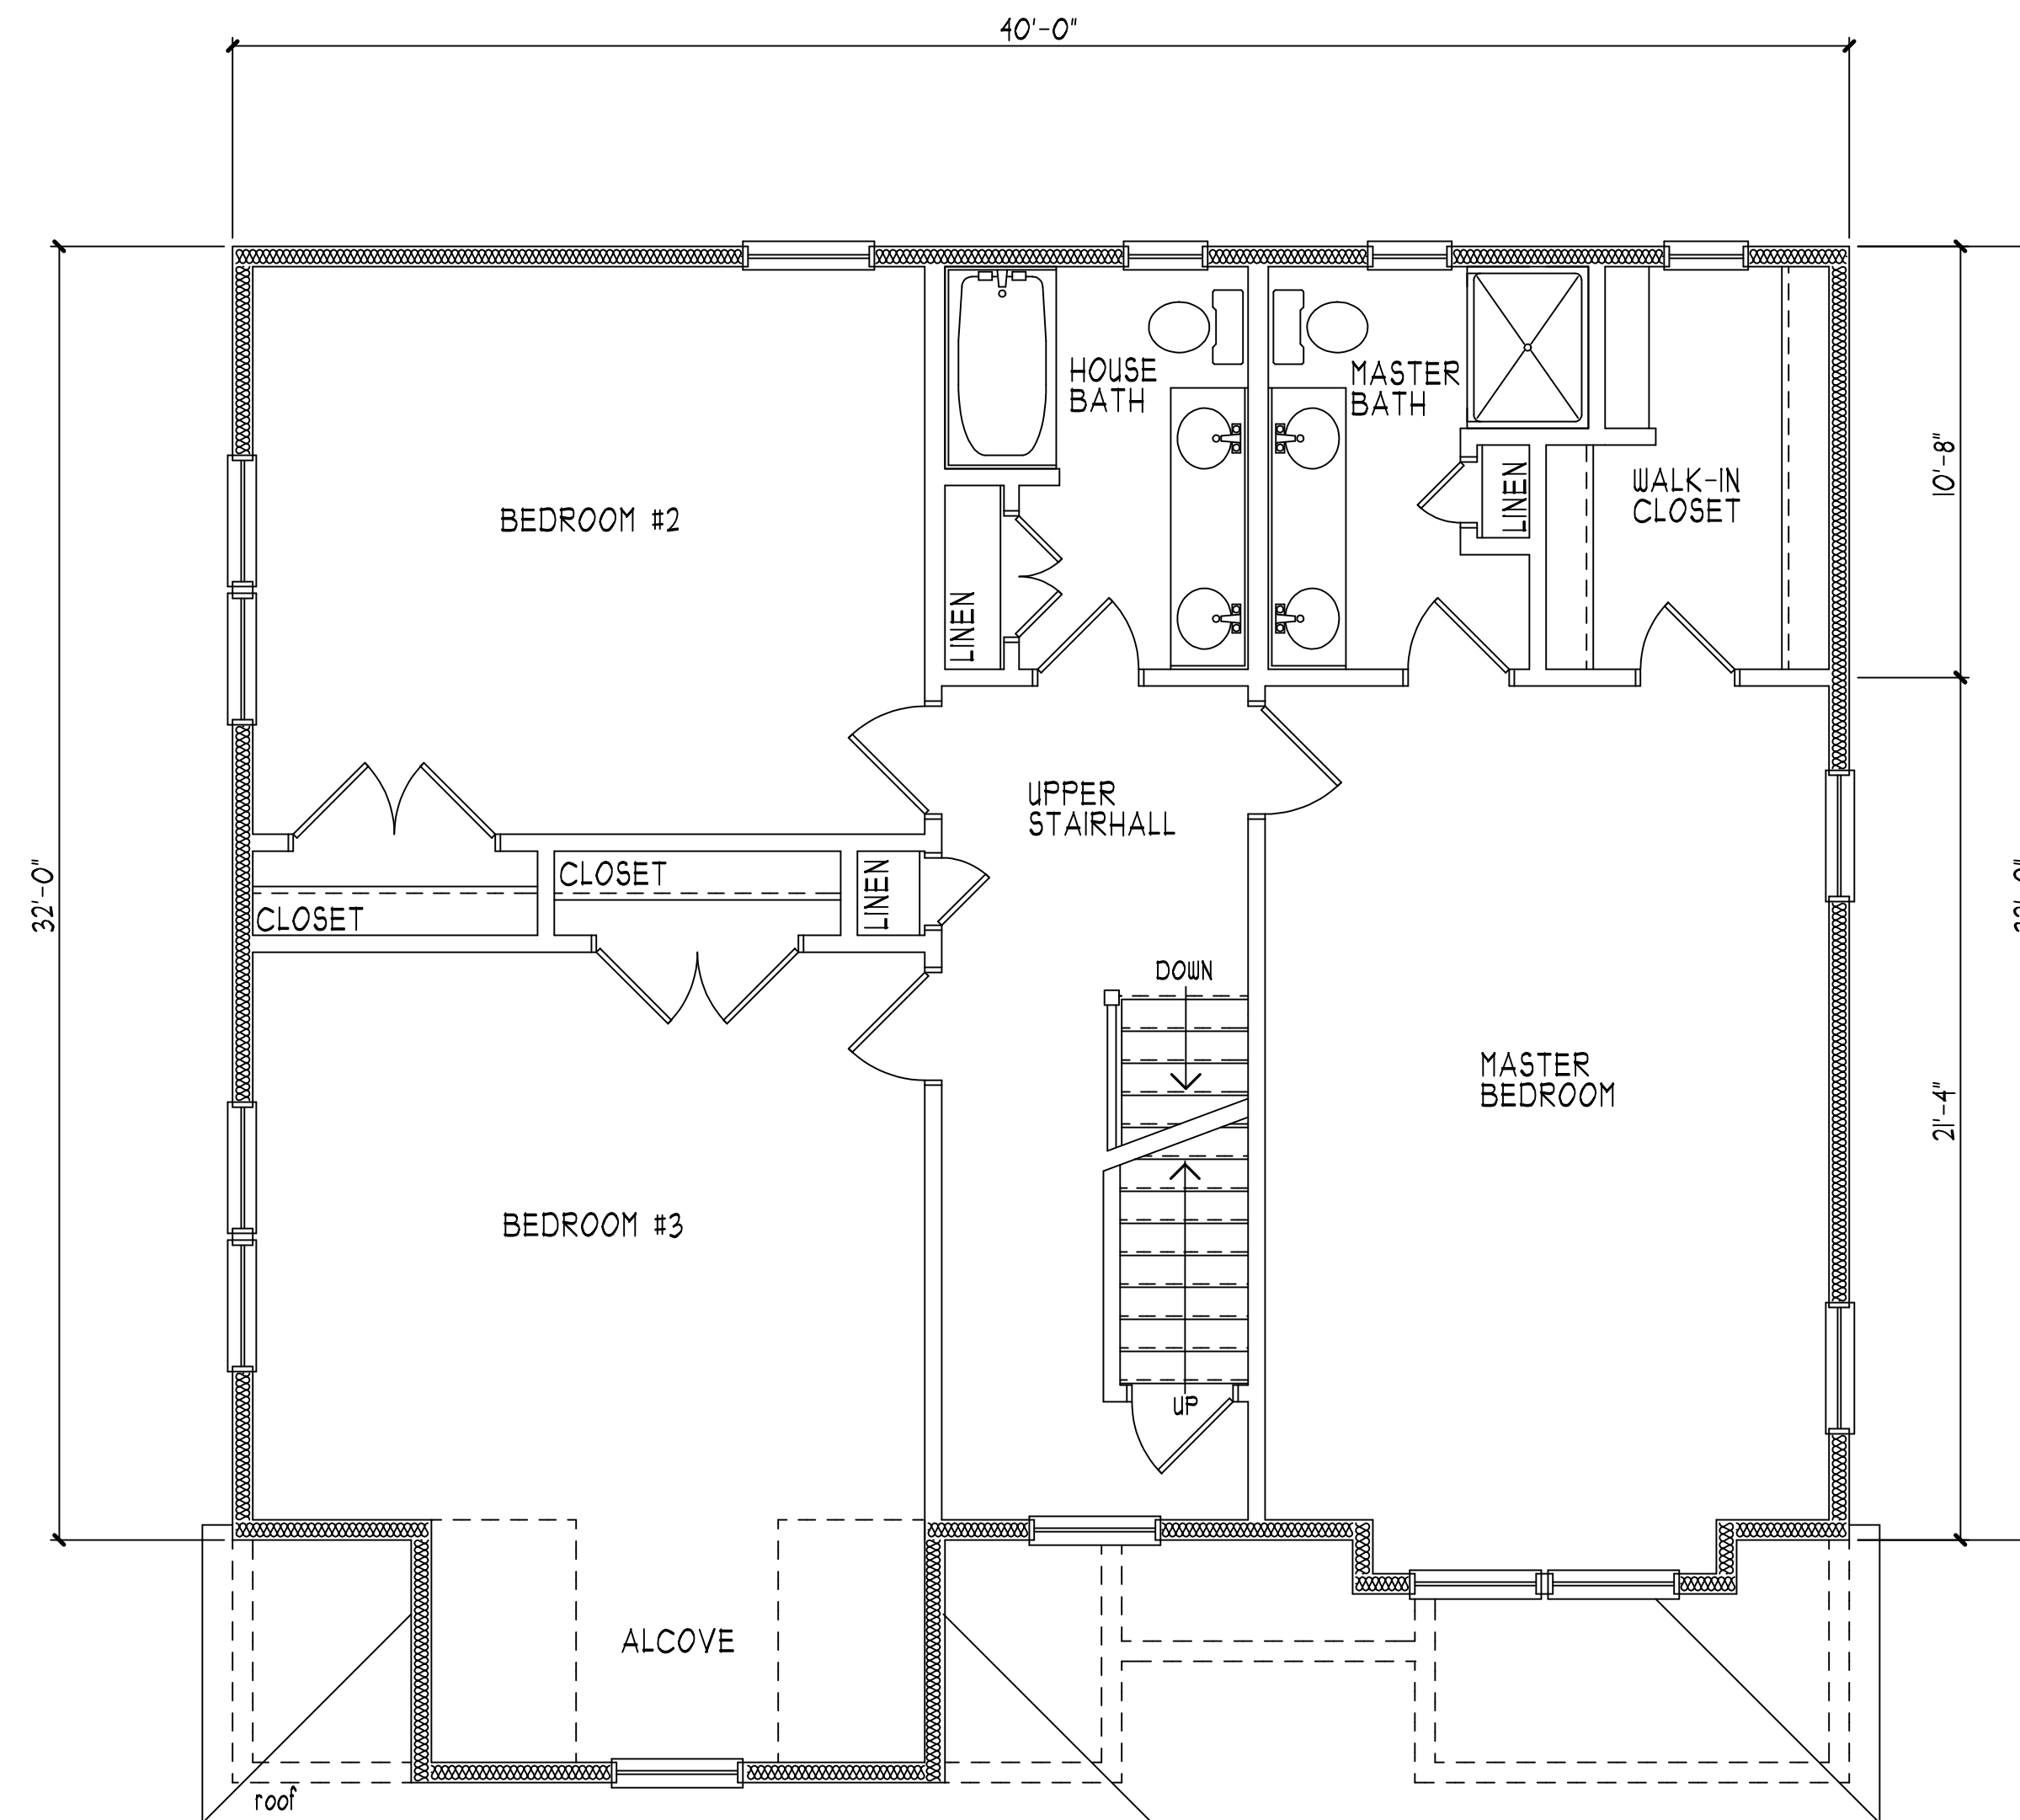 40'-0"
HOUSE
BATH
MASTER
BATH
10'-8"
LINEN
WALK-IN
CLOSET
BEDROOM #2
LINEN
UPPER
STAIRHALL
32'-0"
CLOSET
LINEN
CLOSET
DOWN
MASTER
BEDROOM
21'-4"
BEDROOM #3
UP
ALCOVE
roof